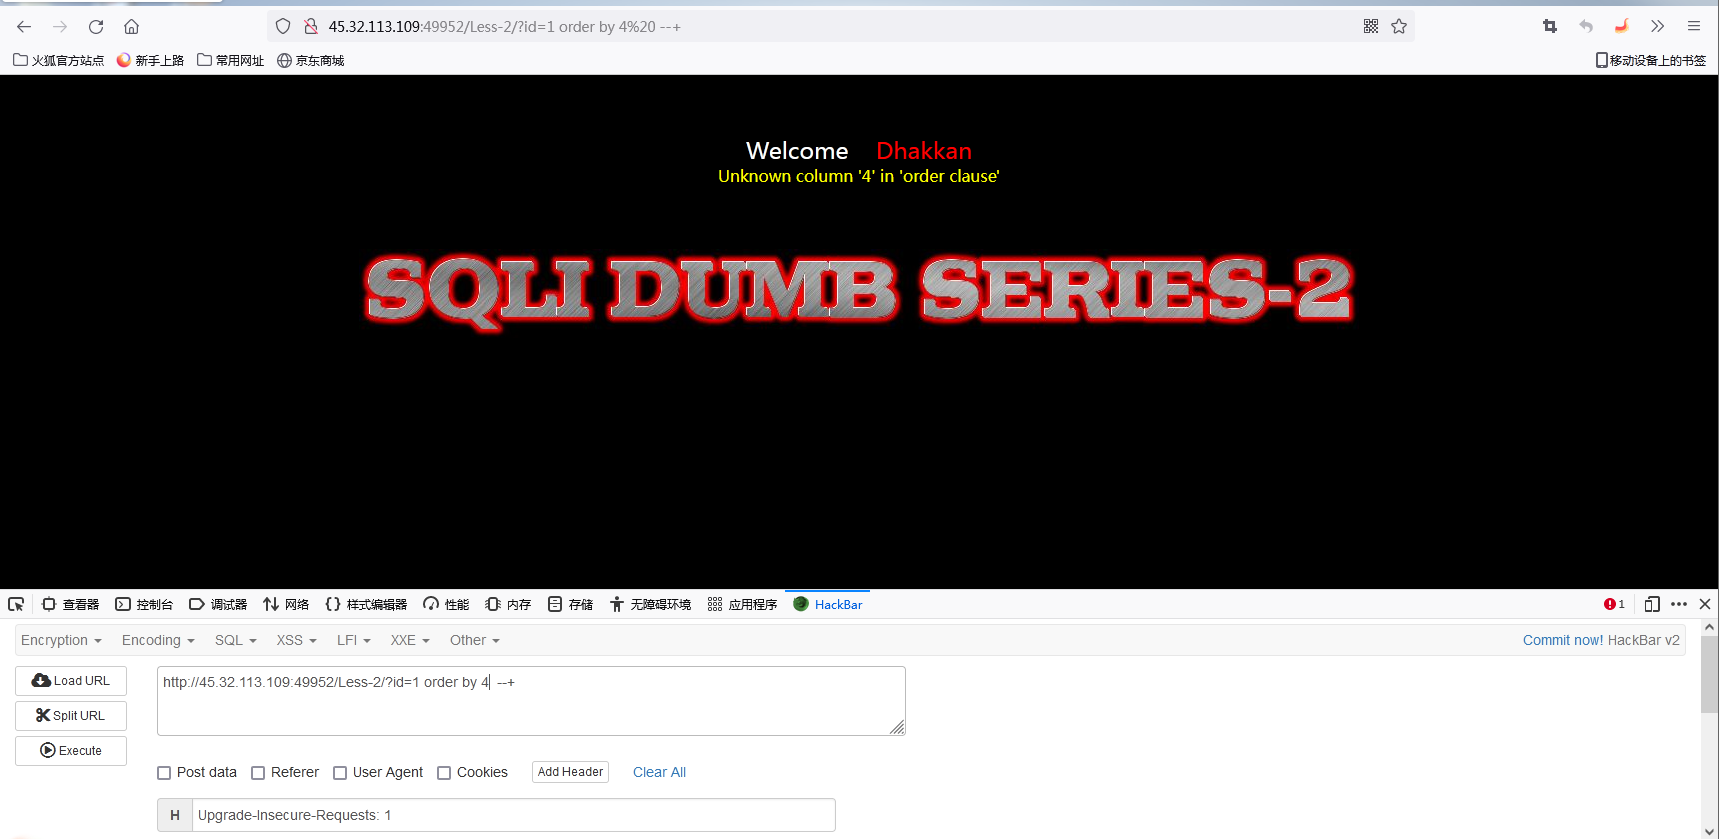 45.32.113.109:49952/Less-2/?id=1 order by 4%20 --+
火狐官方站点 新手上路 常用网址 京东商城 移动设备上的书签
Welcome Dhakkan
Unknown column '4' in 'order clause'
SQLI DUMB SERIES-2
查看器 控制台 调试器 网络 样式编辑器 性能 内存 存储 无障碍环境 应用程序 HackBar 1
Encryption Encoding SQL XSS LFI XXE Other Commit now! HackBar v2
Load URL
http://45.32.113.109:49952/Less-2/?id=1 order by 4 --+
Split URL
Execute
Post data Referer User Agent Cookies Add Header Clear All
H Upgrade-Insecure-Requests: 1